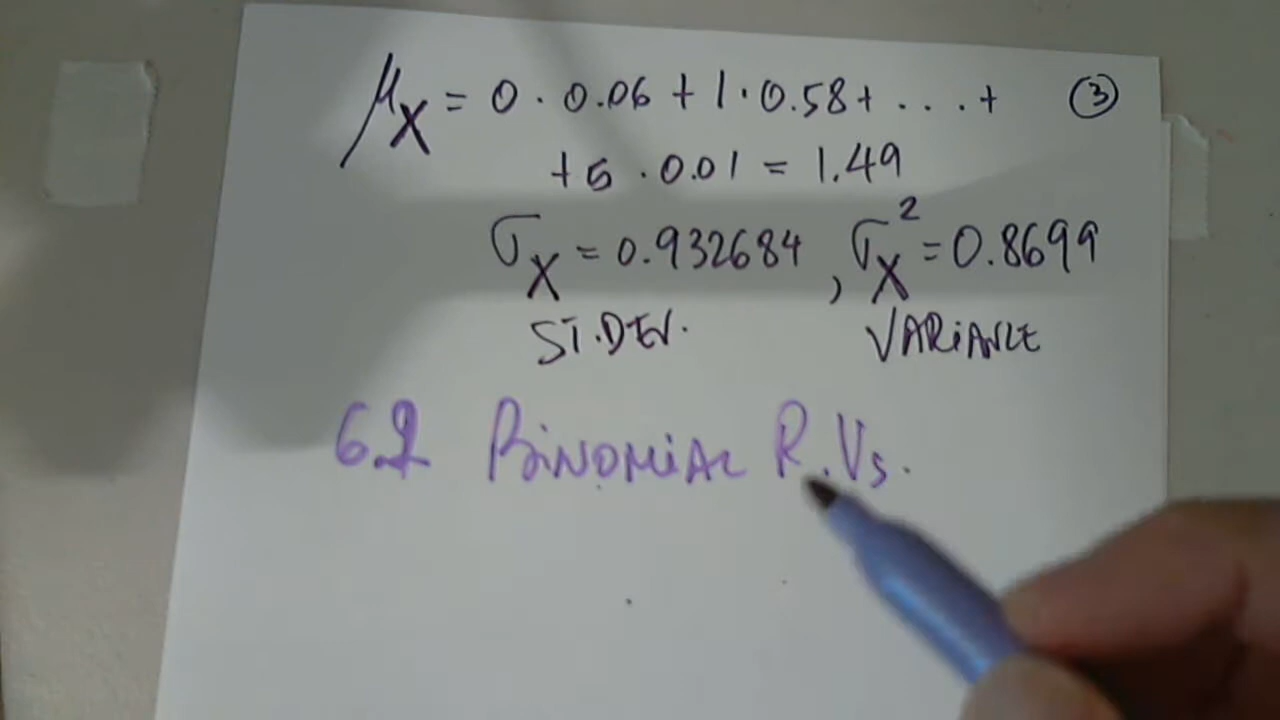 μX = 0 · 0.06 + 1 · 0.58 + . . . . + ③
+ 5 · 0.01 = 1.49
σX = 0.932684 , σX² = 0.8699
ST.DEV. VARIANCE
6.2 BINOMIAL R.Vs.